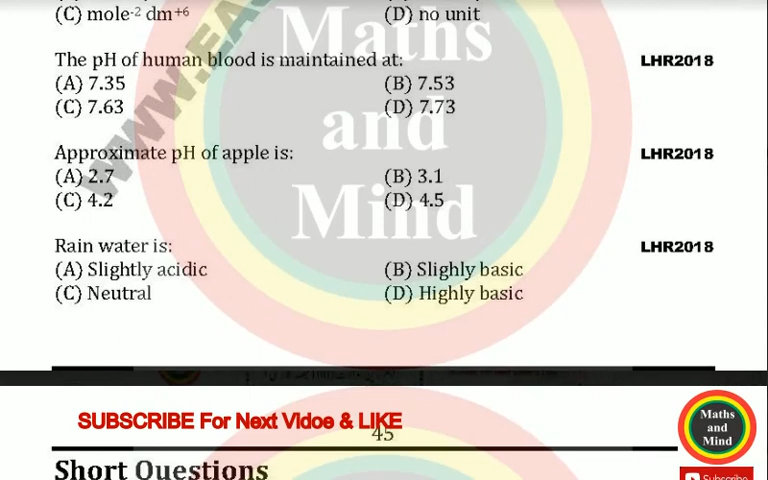 (C) mole-2 dm+6 (D) no unit
The pH of human blood is maintained at: LHR2018
(A) 7.35 (B) 7.53
(C) 7.63 (D) 7.73
Approximate pH of apple is: LHR2018
(A) 2.7 (B) 3.1
(C) 4.2 (D) 4.5
Rain water is: LHR2018
(A) Slightly acidic (B) Slighly basic
(C) Neutral (D) Highly basic
Maths
and
Mind
SUBSCRIBE For Next Vidoe & LIKE
45
Maths
and
Mind
Subscribe
Short Questions